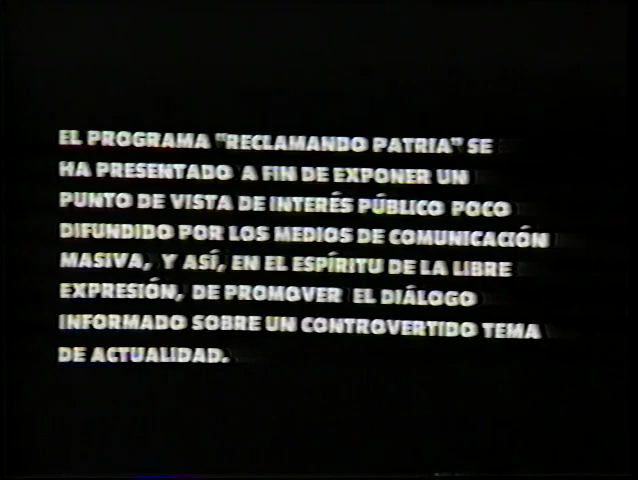 EL PROGRAMA "RECLAMANDO PATRIA" SE
HA PRESENTADO A FIN DE EXPONER UN
PUNTO DE VISTA DE INTERÉS PÚBLICO POCO
DIFUNDIDO POR LOS MEDIOS DE COMUNICACIÓN
MASIVA, Y ASÍ, EN EL ESPÍRITU DE LA LIBRE
EXPRESIÓN, DE PROMOVER EL DIÁLOGO
INFORMADO SOBRE UN CONTROVERTIDO TEMA
DE ACTUALIDAD.